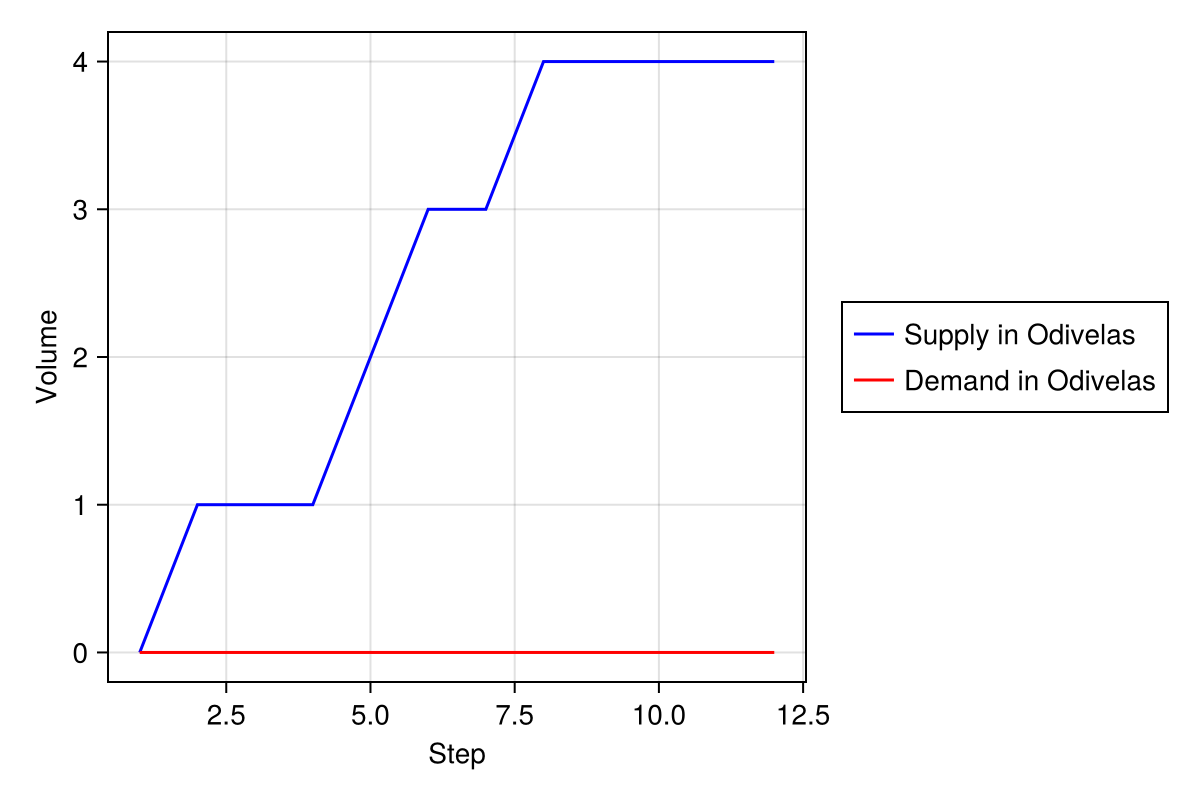 4
3
2
1
0
Volume
2.5 5.0 7.5 10.0 12.5
Step
Supply in Odivelas
Demand in Odivelas